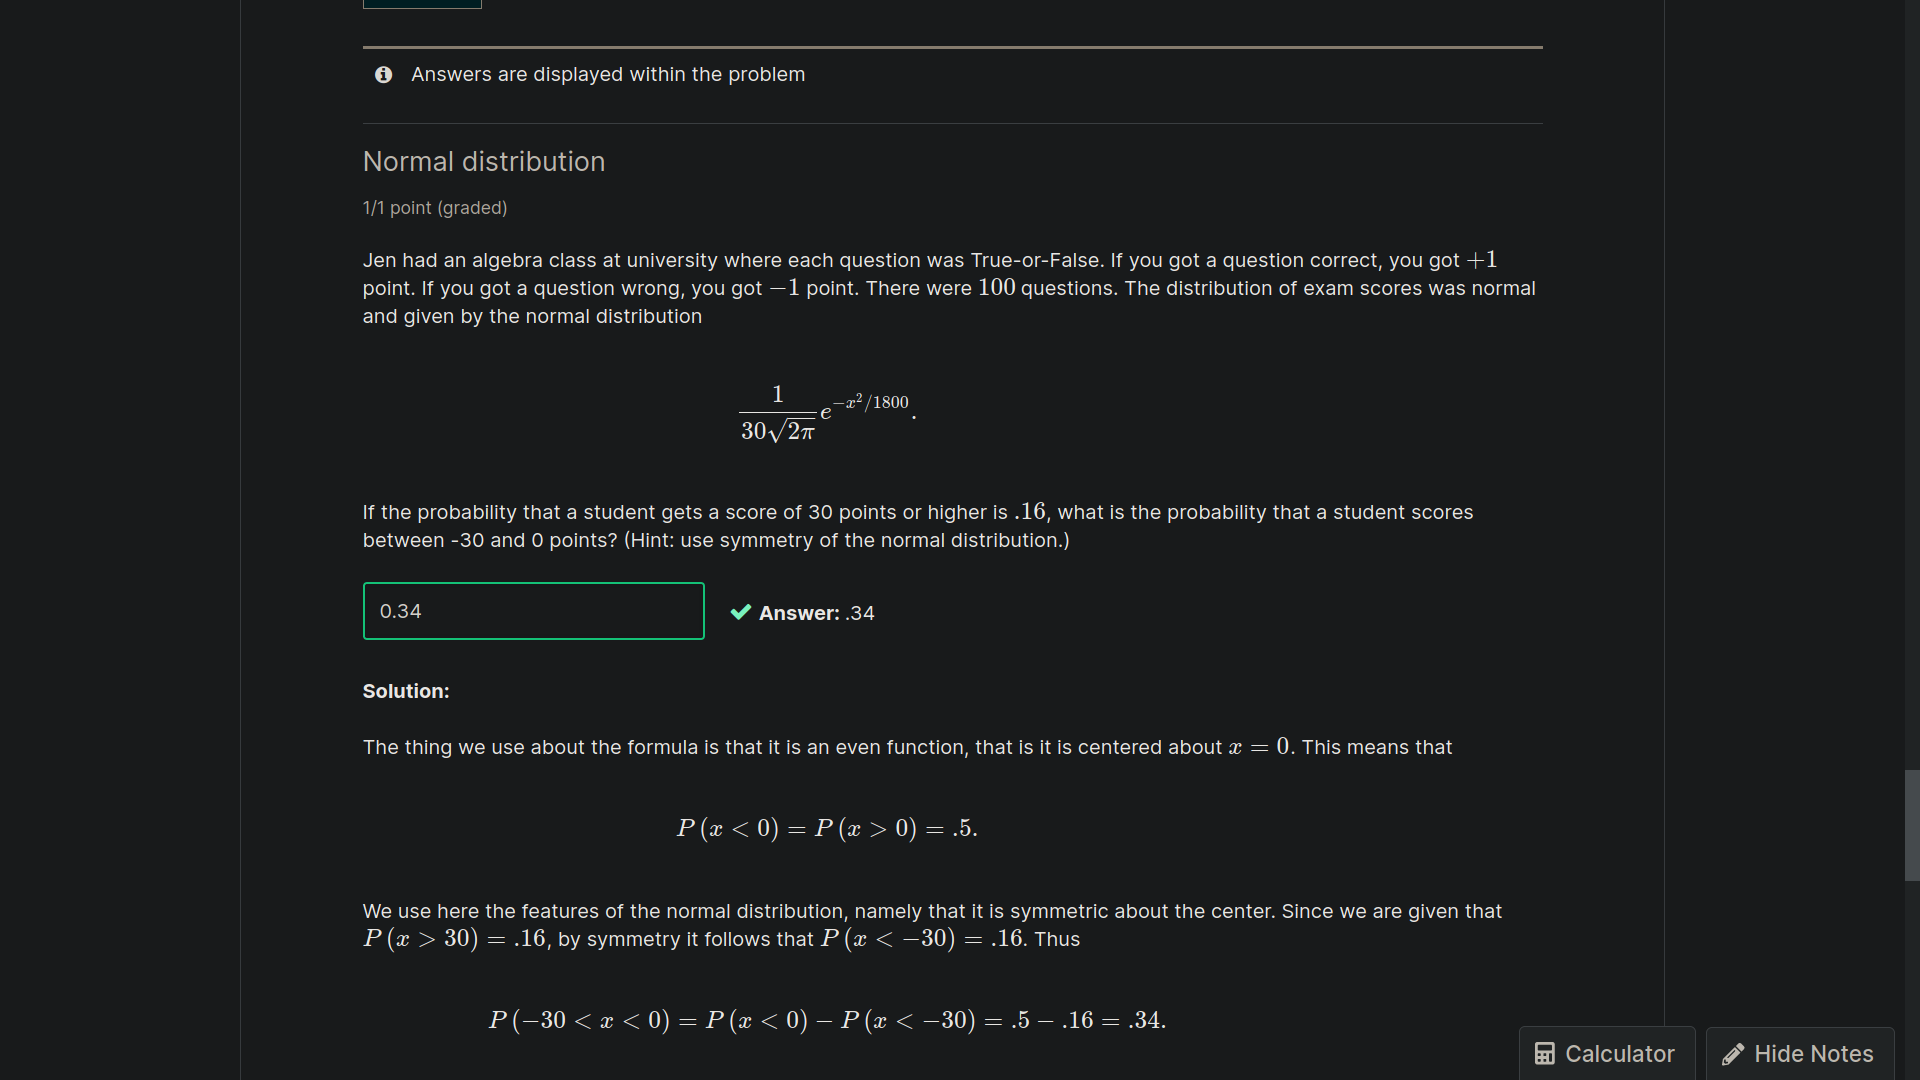 Answers are displayed within the problem
Normal distribution
1/1 point (graded)
Jen had an algebra class at university where each question was True-or-False. If you got a question correct, you got +1
point. If you got a question wrong, you got −1 point. There were 100 questions. The distribution of exam scores was normal
and given by the normal distribution
\frac{1}{30\sqrt{2\pi}} e^{-x^2/1800}.
If the probability that a student gets a score of 30 points or higher is .16, what is the probability that a student scores
between -30 and 0 points? (Hint: use symmetry of the normal distribution.)
0.34
Answer: .34
Solution:
The thing we use about the formula is that it is an even function, that is it is centered about x = 0. This means that
P (x < 0) = P (x > 0) = .5.
We use here the features of the normal distribution, namely that it is symmetric about the center. Since we are given that
P (x > 30) = .16, by symmetry it follows that P (x < −30) = .16. Thus
P (−30 < x < 0) = P (x < 0) − P (x < −30) = .5 − .16 = .34.
Calculator
Hide Notes